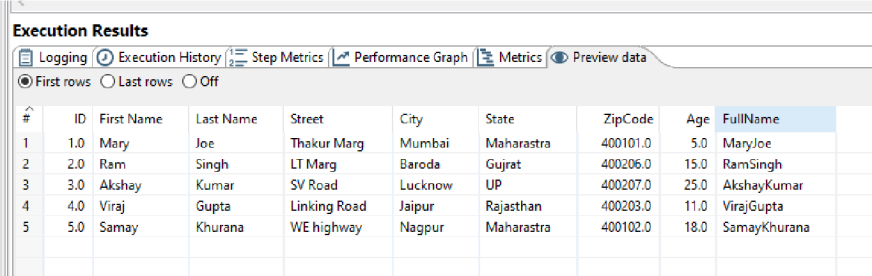 Execution Results
Logging Execution History Step Metrics Performance Graph Metrics Preview data
First rows Last rows Off
# ID First Name Last Name Street City State ZipCode Age FullName
1 1.0 Mary Joe Thakur Marg Mumbai Maharastra 400101.0 5.0 MaryJoe
2 2.0 Ram Singh LT Marg Baroda Gujrat 400206.0 15.0 RamSingh
3 3.0 Akshay Kumar SV Road Lucknow UP 400207.0 25.0 AkshayKumar
4 4.0 Viraj Gupta Linking Road Jaipur Rajasthan 400203.0 11.0 VirajGupta
5 5.0 Samay Khurana WE highway Nagpur Maharastra 400102.0 18.0 SamayKhurana